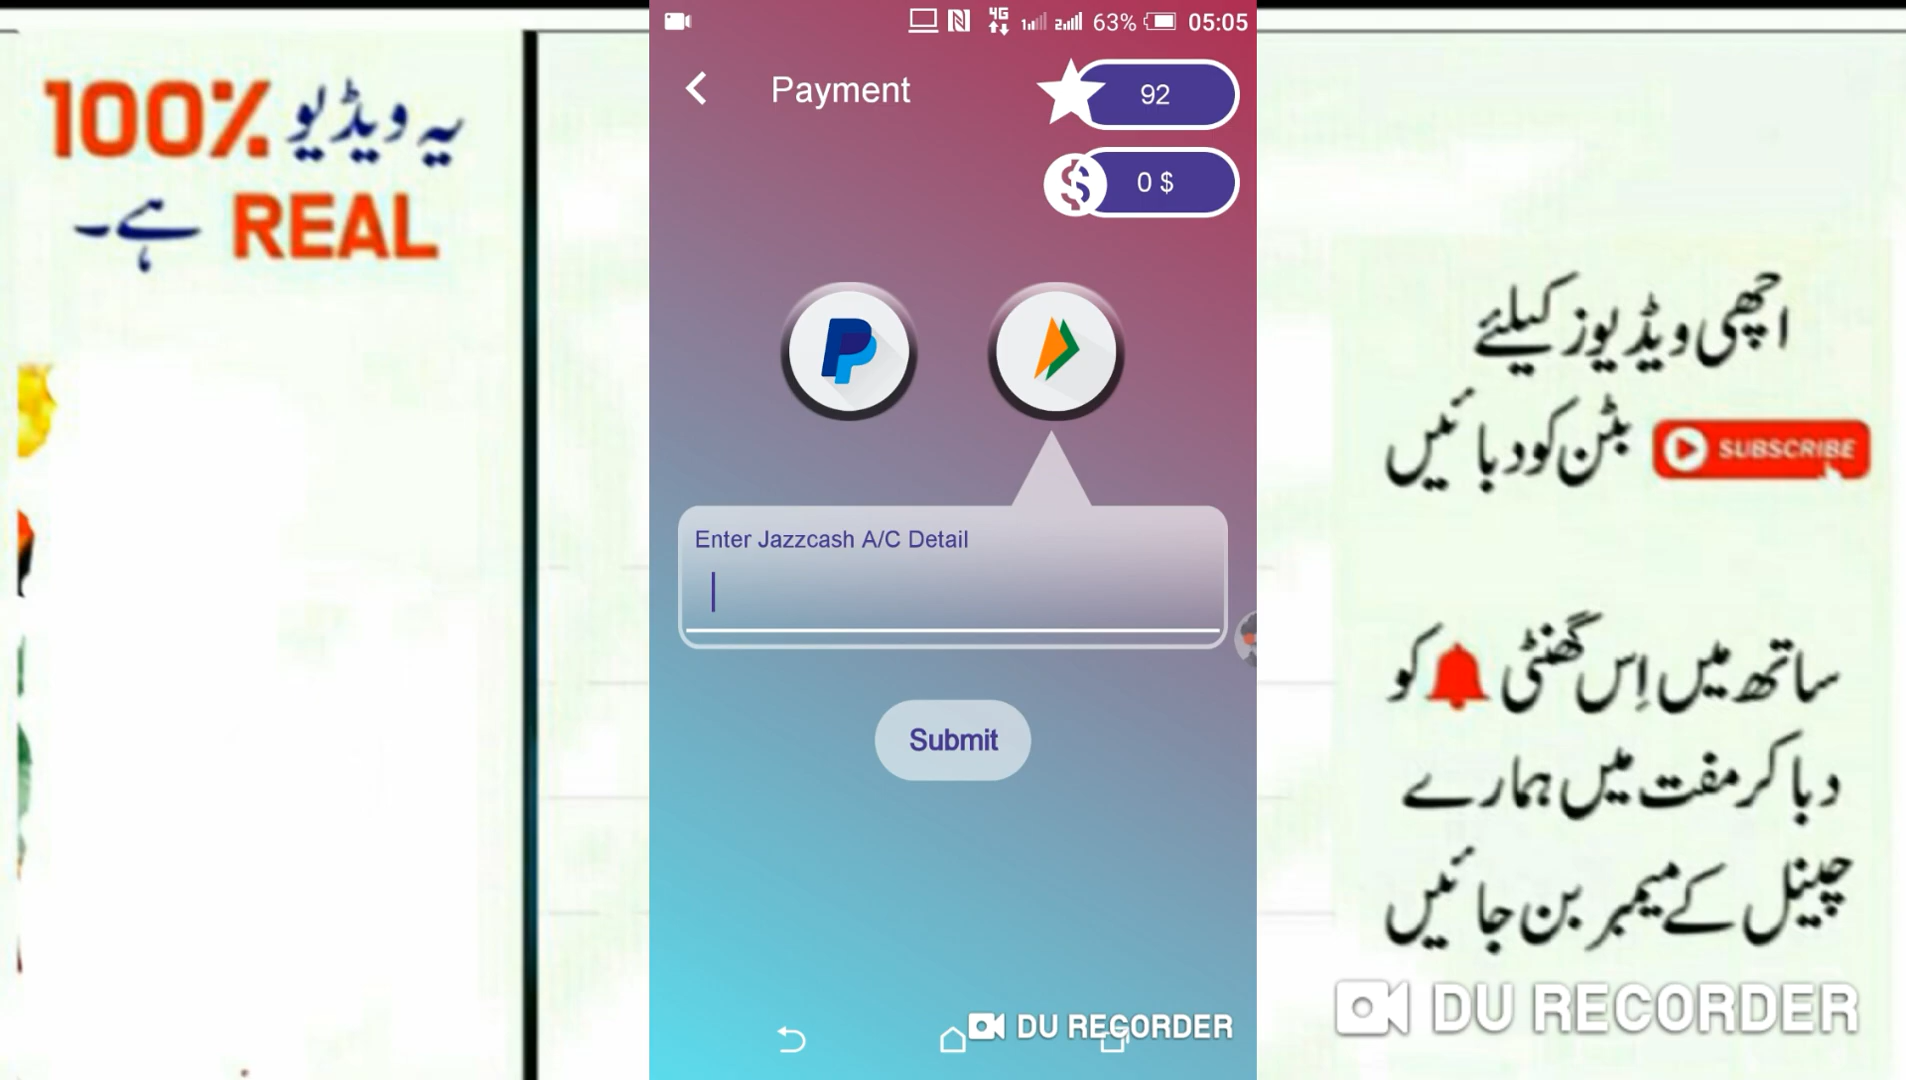 یہ ویڈیو 100%
REAL ہے۔
4G
63%
05:05
Payment
92
0 $
Enter Jazzcash A/C Detail
Submit
DU RECORDER
اچھی ویڈیوز کیلئے
SUBSCRIBE بٹن کو دبائیں
ساتھ میں اِس گھنٹی کو
دبا کر مفت میں ہمارے
چینل کے میمبر بن جائیں
DU RECORDER